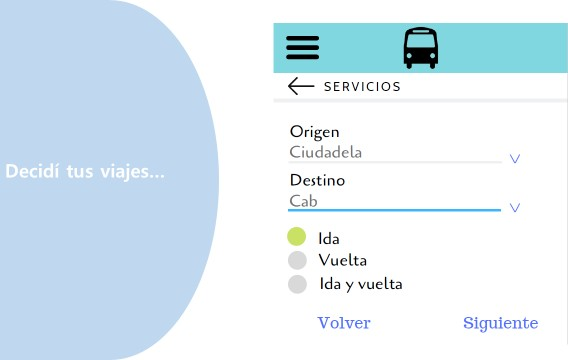 Decidí tus viajes...
SERVICIOS
Origen
Ciudadela
Destino
Cab
Ida
Vuelta
Ida y vuelta
Volver Siguiente